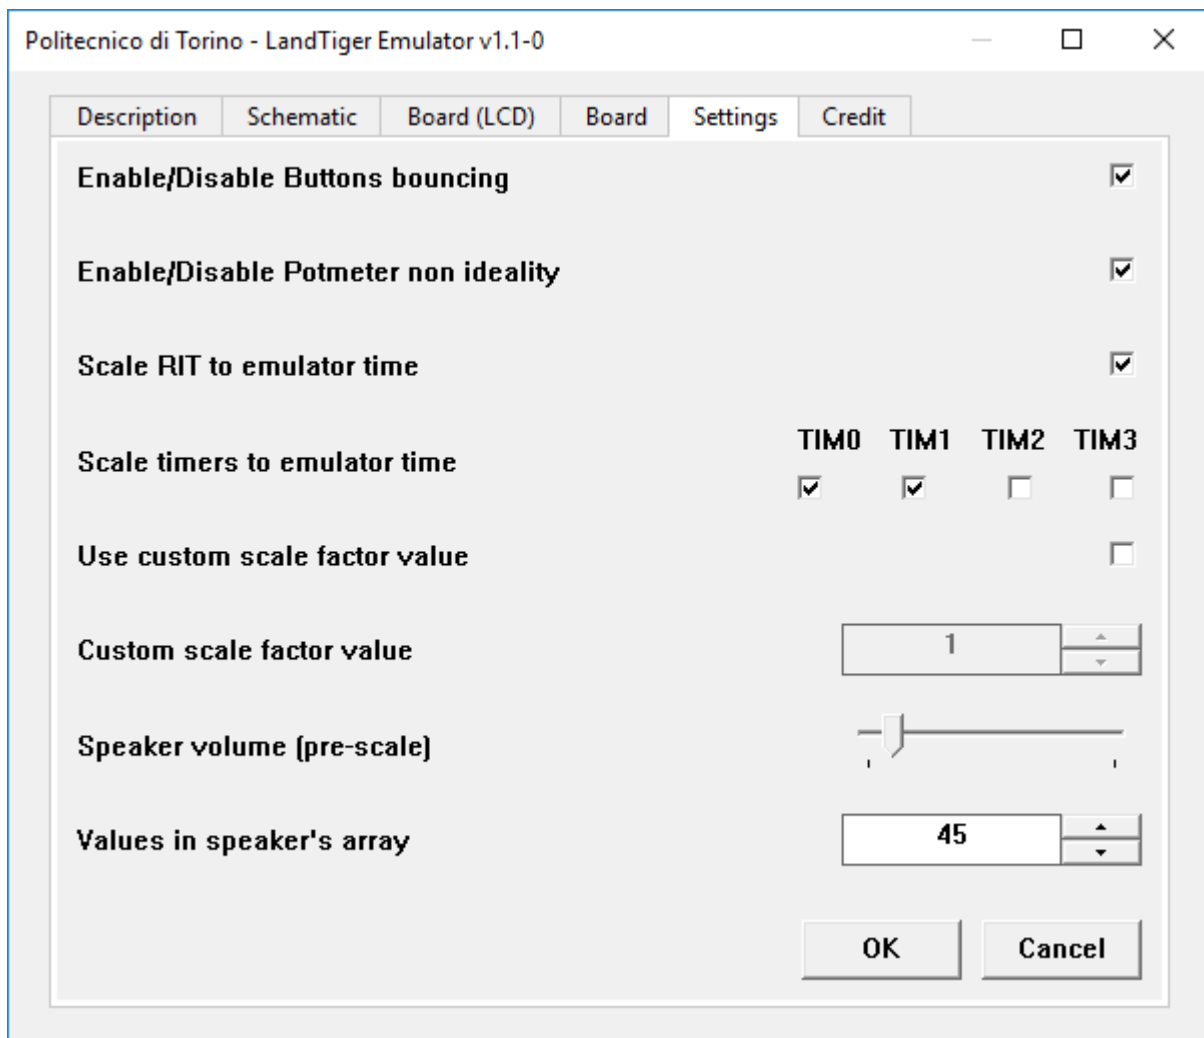 Politecnico di Torino - LandTiger Emulator v1.1-0
Description Schematic Board (LCD) Board Settings Credit
Enable/Disable Buttons bouncing
Enable/Disable Potmeter non ideality
Scale RIT to emulator time
TIM0 TIM1 TIM2 TIM3
Scale timers to emulator time
Use custom scale factor value
Custom scale factor value 1
Speaker volume (pre-scale)
Values in speaker's array 45
OK Cancel